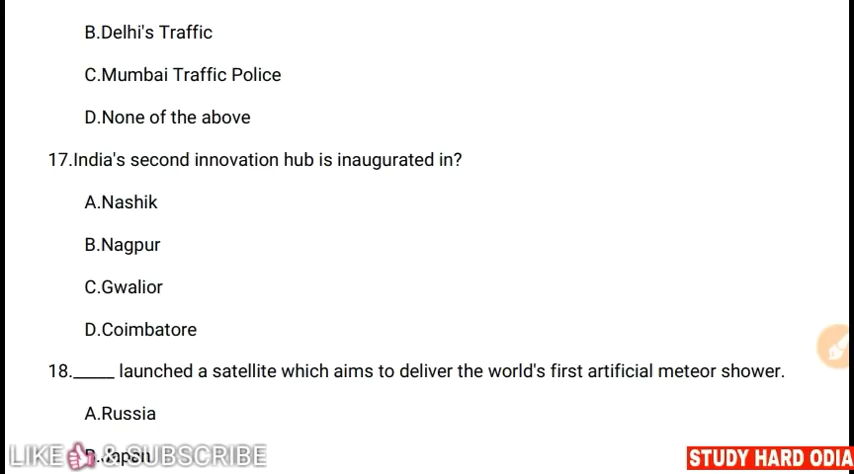 B.Delhi's Traffic
C.Mumbai Traffic Police
D.None of the above
17.India's second innovation hub is inaugurated in?
A.Nashik
B.Nagpur
C.Gwalior
D.Coimbatore
18._____ launched a satellite which aims to deliver the world's first artificial meteor shower.
A.Russia
B.Japan
LIKE & SUBSCRIBE
STUDY HARD ODIA